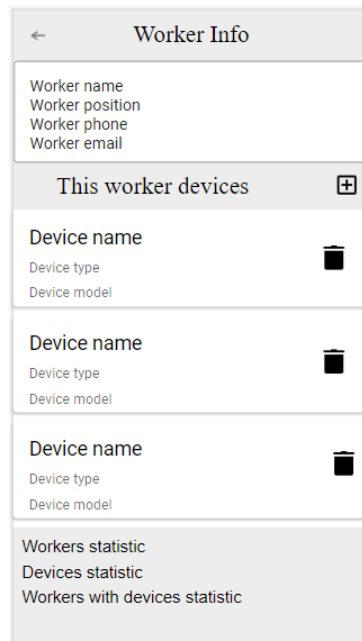 Worker Info
Worker name
Worker position
Worker phone
Worker email
This worker devices
Device name
Device type
Device model
Device name
Device type
Device model
Device name
Device type
Device model
Workers statistic
Devices statistic
Workers with devices statistic